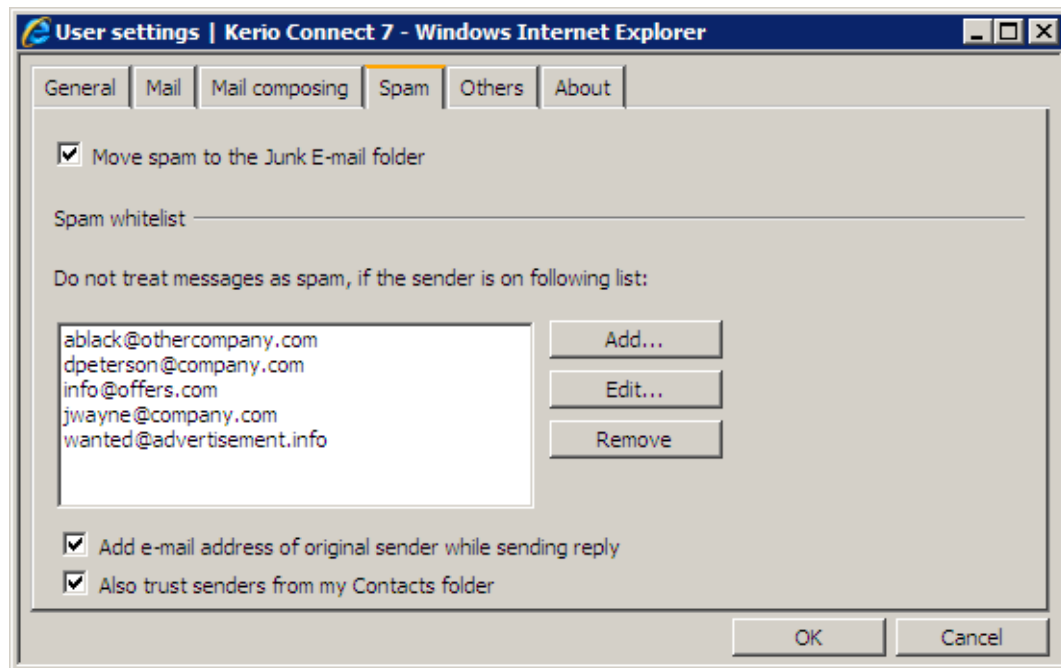 User settings | Kerio Connect 7 - Windows Internet Explorer
General Mail Mail composing Spam Others About
Move spam to the Junk E-mail folder
Spam whitelist
Do not treat messages as spam, if the sender is on following list:
ablack@othercompany.com
dpeterson@company.com
info@offers.com
jwayne@company.com
wanted@advertisement.info
Add...
Edit...
Remove
Add e-mail address of original sender while sending reply
Also trust senders from my Contacts folder
OK Cancel